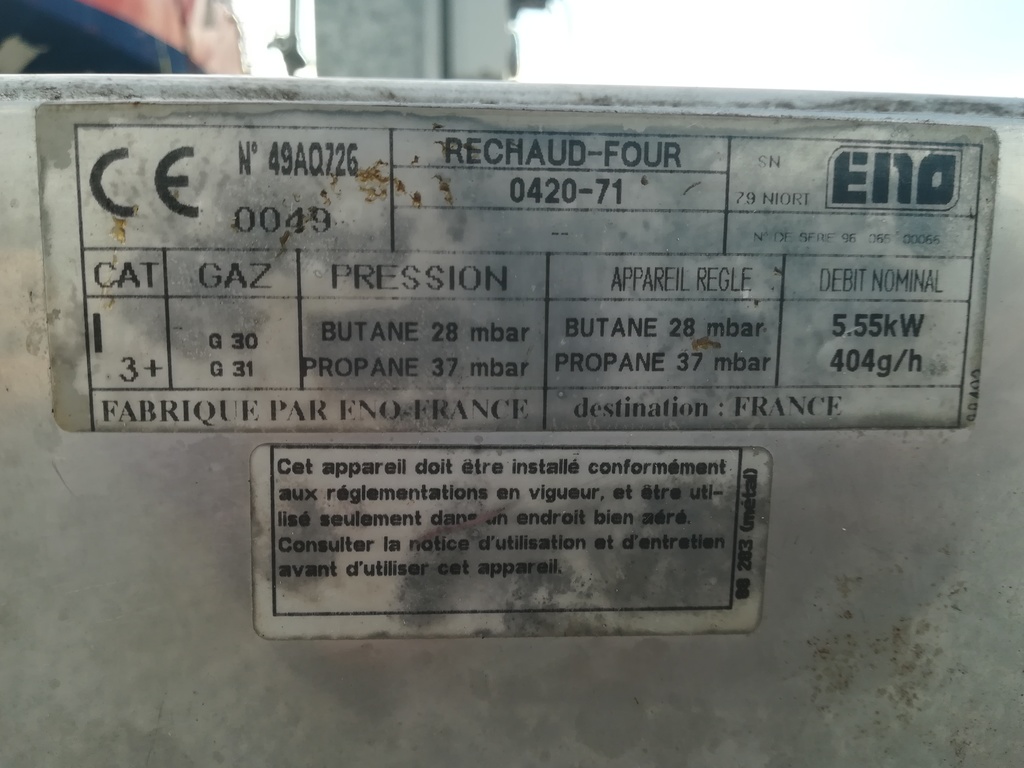 CE N° 49AQ726
0049
RECHAUD-FOUR
0420-71
--
SN
79 NIORT
ENO
N° DE SERIE 96 065 00066
CAT GAZ PRESSION APPAREIL REGLE DEBIT NOMINAL
I G 30 BUTANE 28 mbar BUTANE 28 mbar 5.55kW
3+ G 31 PROPANE 37 mbar PROPANE 37 mbar 404g/h
FABRIQUE PAR ENO-FRANCE destination : FRANCE
Cet appareil doit être installé conformément
aux réglementations en vigueur, et être uti-
lisé seulement dans un endroit bien aéré.
Consulter la notice d'utilisation et d'entretien
avant d'utiliser cet appareil.
(métal)